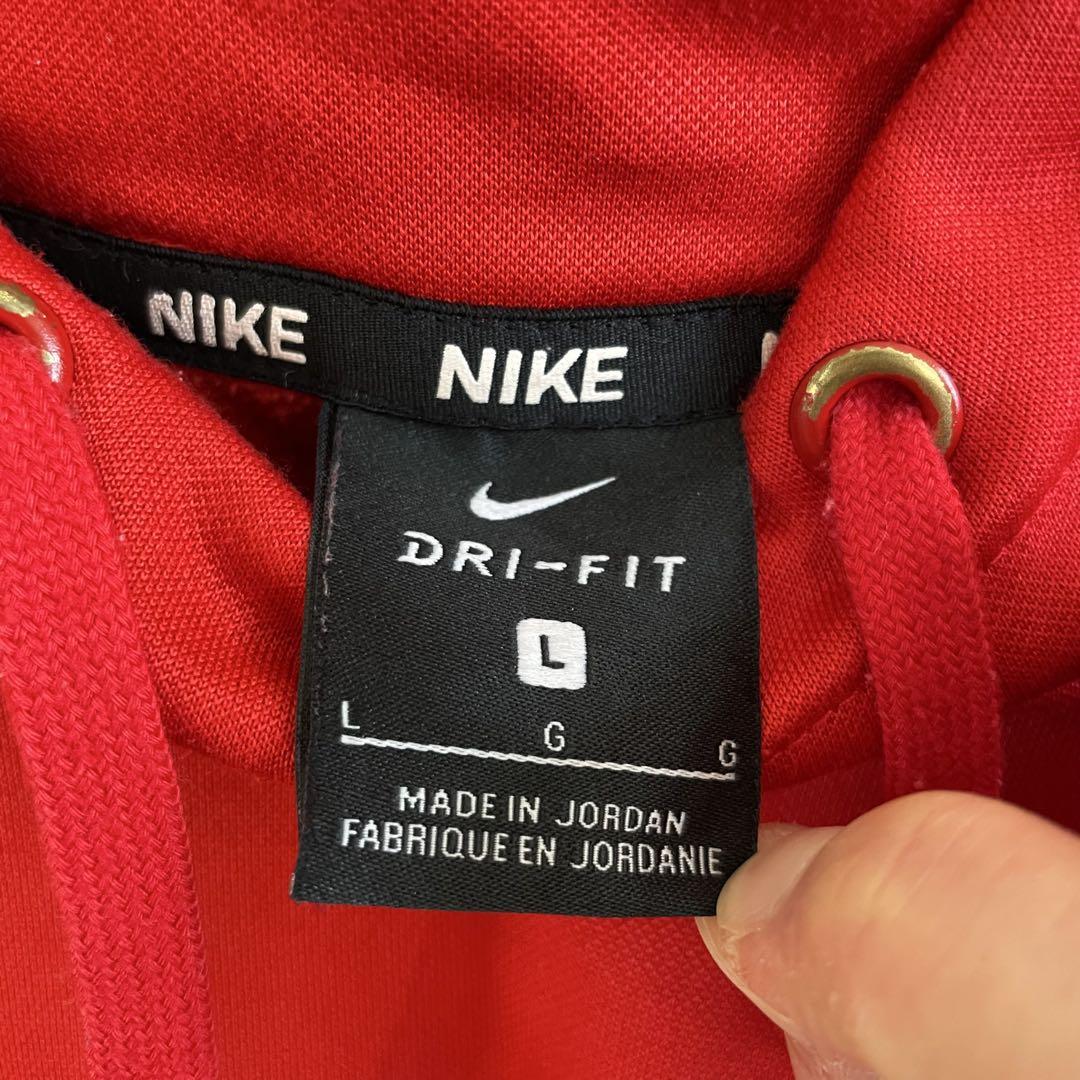 NIKE NIKE
DRI-FIT
L
L G G
MADE IN JORDAN
FABRIQUE EN JORDANIE